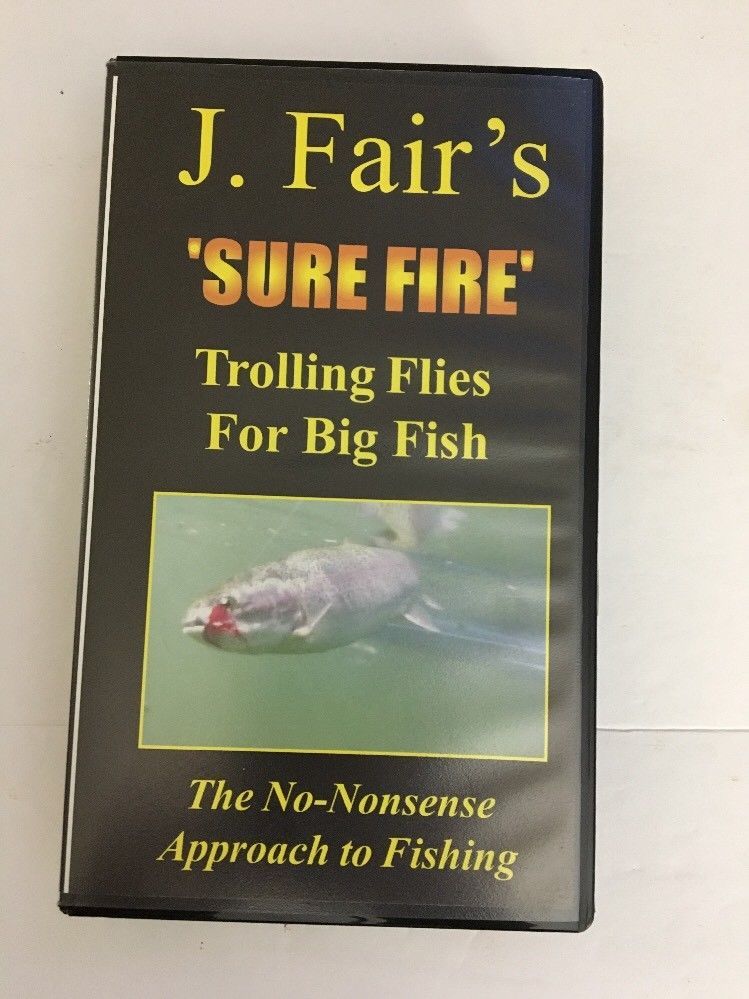 J. Fair's
'SURE FIRE'
Trolling Flies
For Big Fish
The No-Nonsense
Approach to Fishing